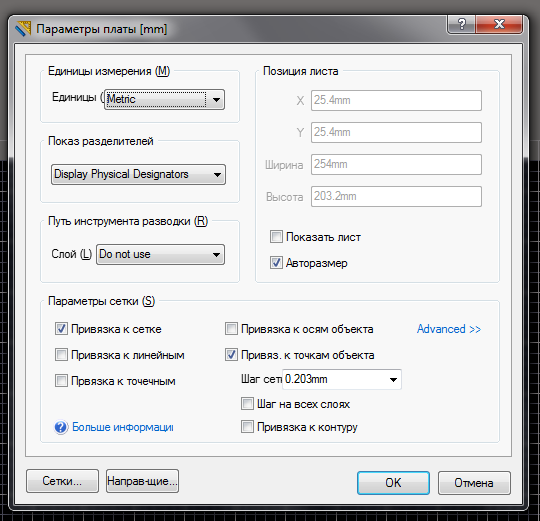 Параметры платы [mm]
Единицы измерения (M)
Единицы (
Metric
Показ разделителей
Display Physical Designators
Путь инструмента разводки (R)
Слой (L)
Do not use
Позиция листа
X
25.4mm
Y
25.4mm
Ширина
254mm
Высота
203.2mm
Показать лист
Авторазмер
Параметры сетки (S)
Привязка к сетке
Привязка к осям объекта
Advanced >>
Привязка к линейным
Привяз. к точкам объекта
Првязка к точечным
Шаг сет
0.203mm
Шаг на всех слоях
Больше информаци
Привязка к контуру
Сетки...
Направ-щие...
OK
Отмена